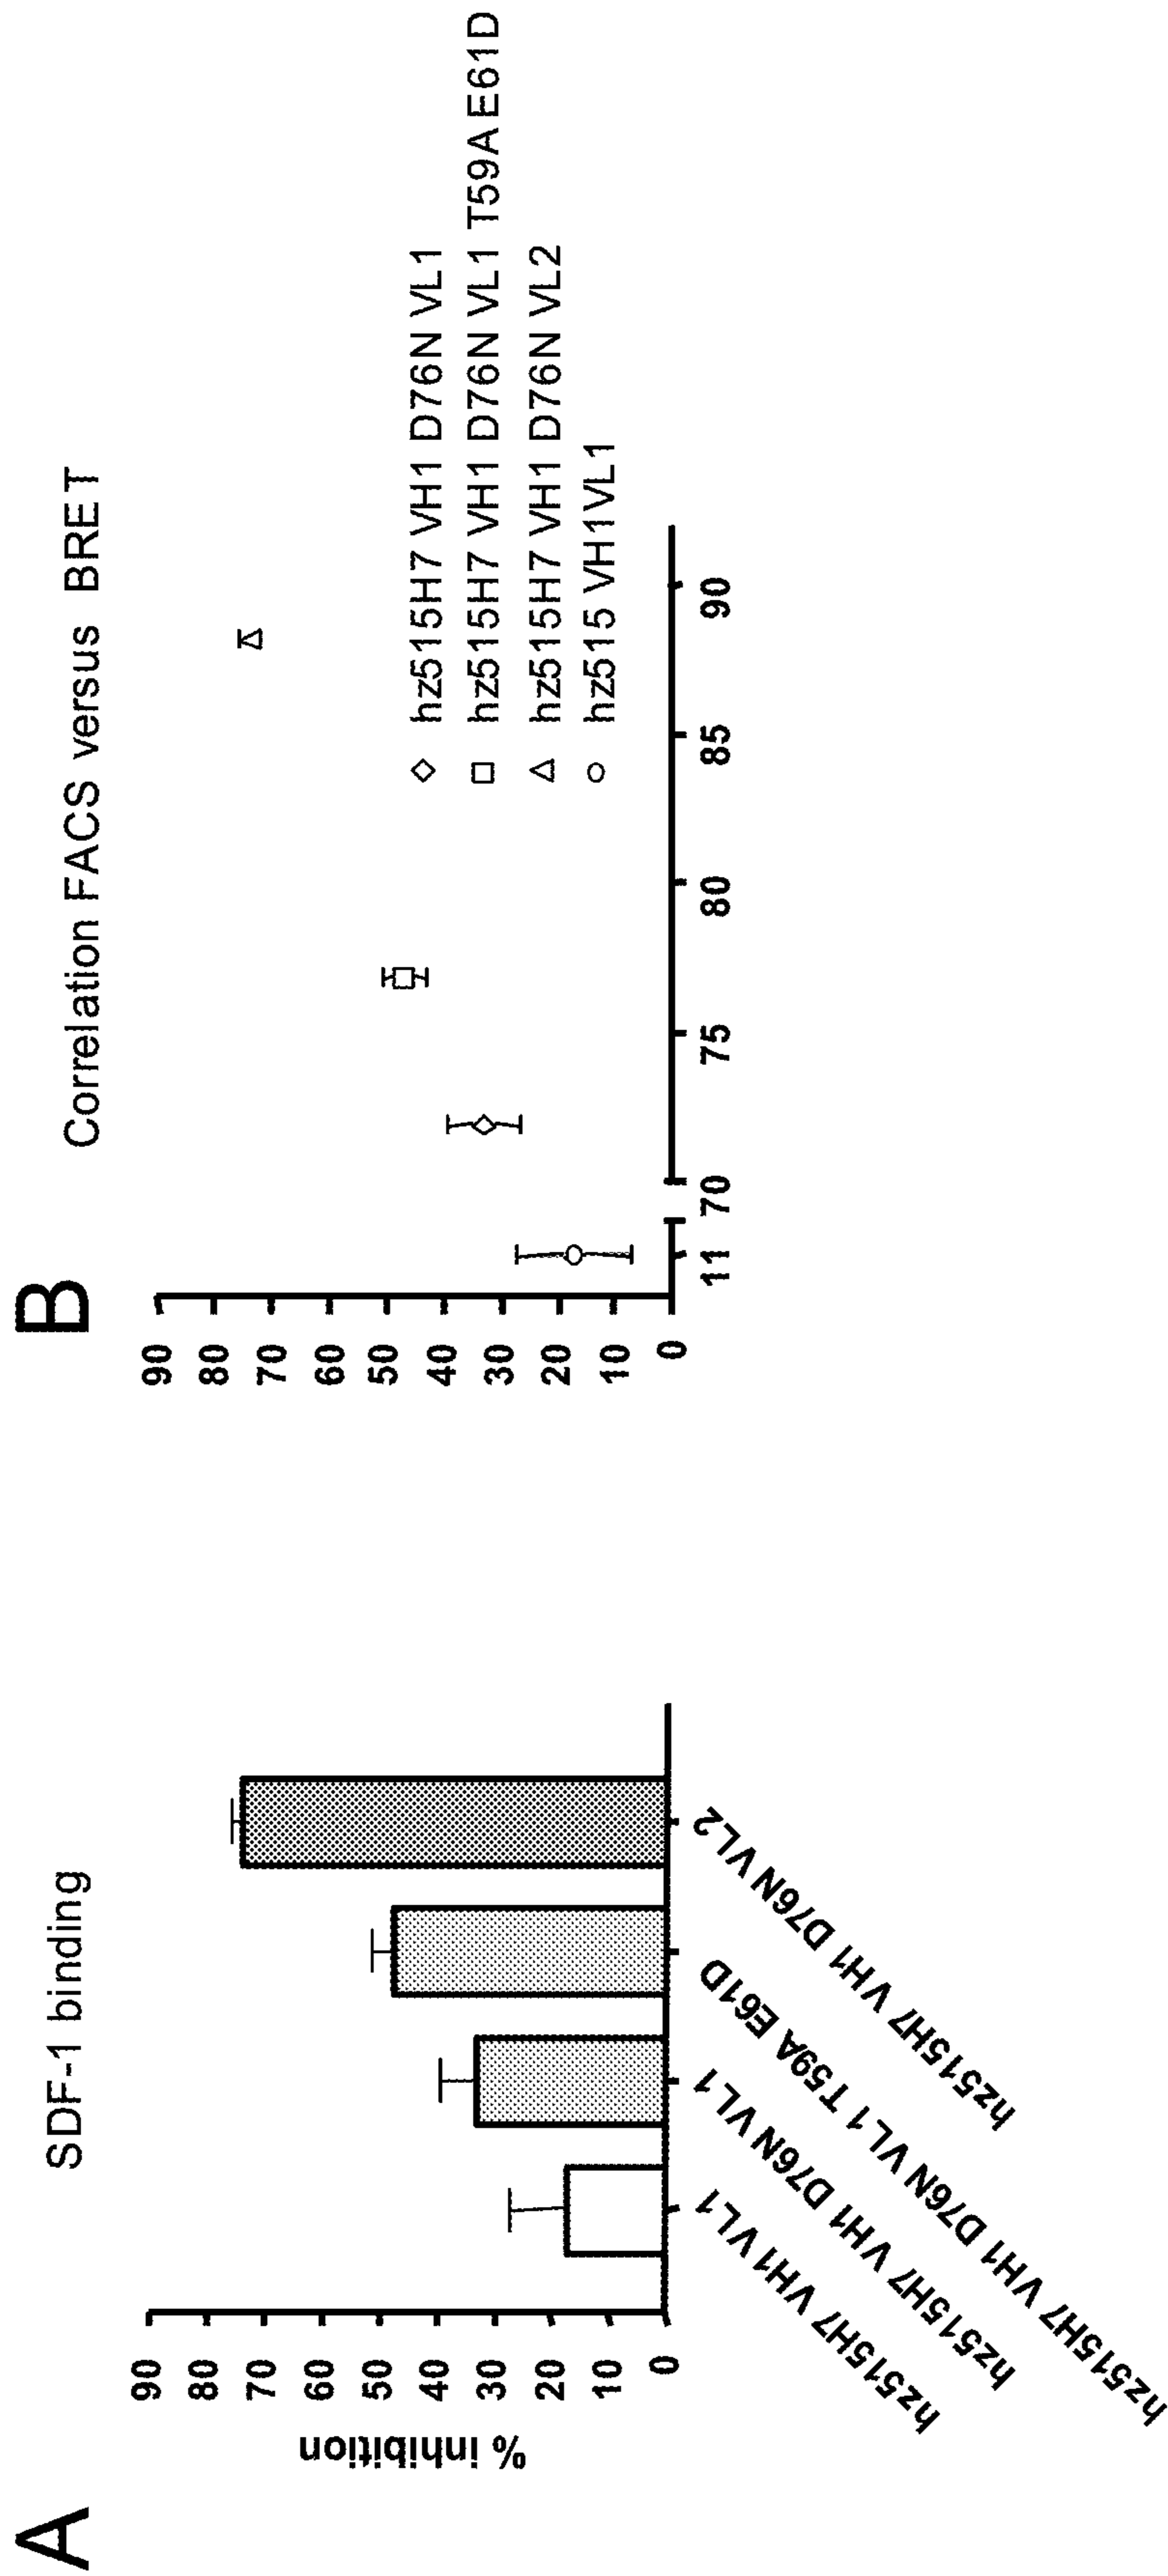 A
SDF-1 binding
% inhibition
90
80
70
60
50
40
30
20
10
0
hz515H7 VH1 VL1
hz515H7 VH1 D76N VL1
hz515H7 VH1 D76N VL1 T59A E61D
hz515H7 VH1 D76N VL2
B
Correlation FACS versus BRET
90
80
70
60
50
40
30
20
10
0
11 70 75 80 85 90
hz515H7 VH1 D76N VL1
hz515H7 VH1 D76N VL1 T59A E61D
hz515H7 VH1 D76N VL2
hz515 VH1VL1